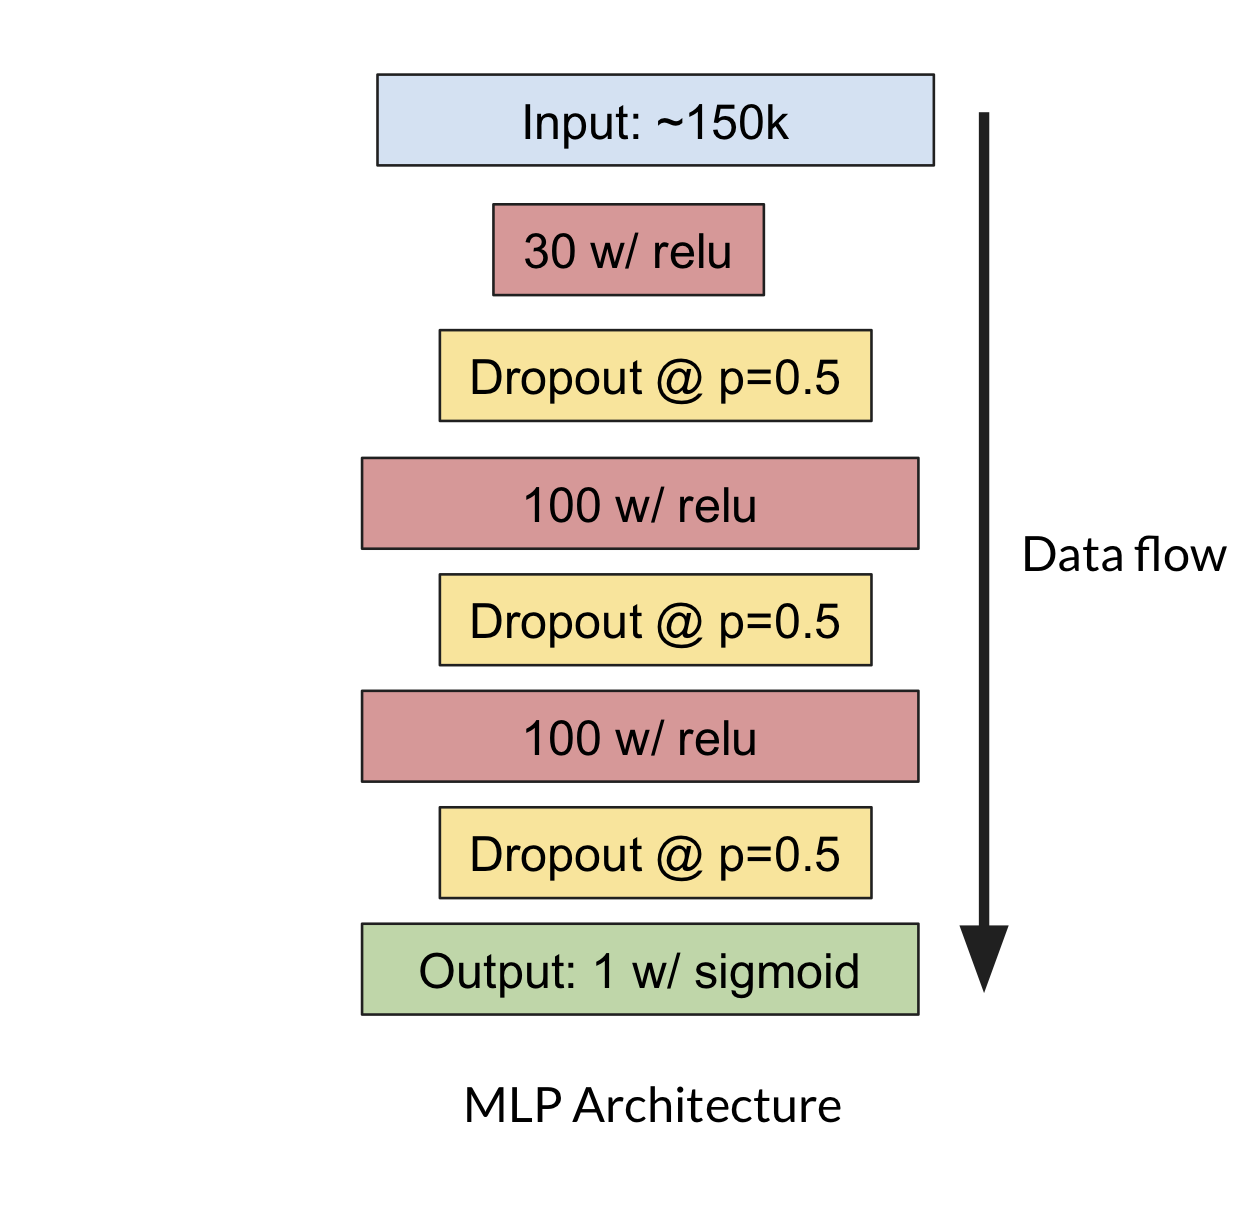 Input: ~150k
30 w/ relu
Dropout @ p=0.5
100 w/ relu
Dropout @ p=0.5
100 w/ relu
Dropout @ p=0.5
Output: 1 w/ sigmoid
Data flow
MLP Architecture